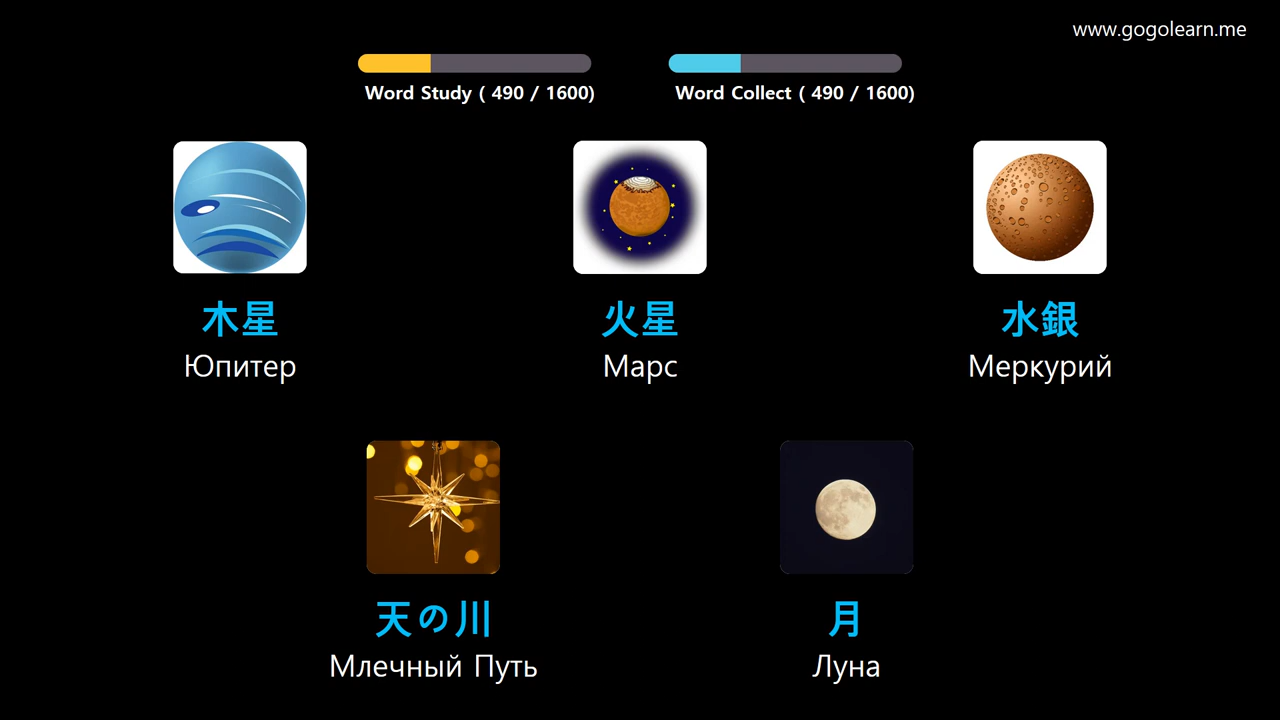 www.gogolearn.me
Word Study ( 490 / 1600)
Word Collect ( 490 / 1600)
木星
Юпитер
火星
Марс
水銀
Меркурий
天の川
Млечный Путь
月
Луна